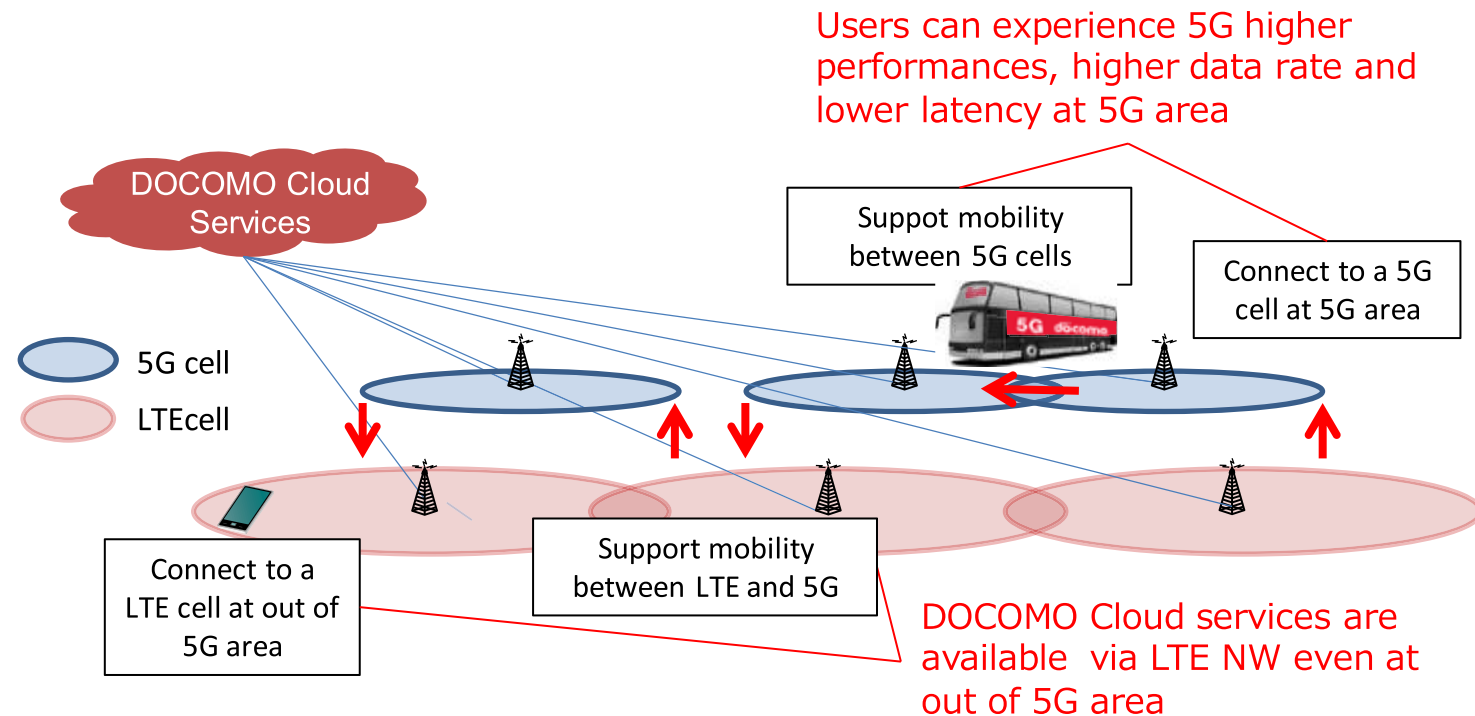 Users can experience 5G higher
performances, higher data rate and
lower latency at 5G area
DOCOMO Cloud
Services
Suppot mobility
between 5G cells
Connect to a 5G
cell at 5G area
5G docomo
5G cell
LTEcell
Connect to a
LTE cell at out of
5G area
Support mobility
between LTE and 5G
DOCOMO Cloud services are
available via LTE NW even at
out of 5G area